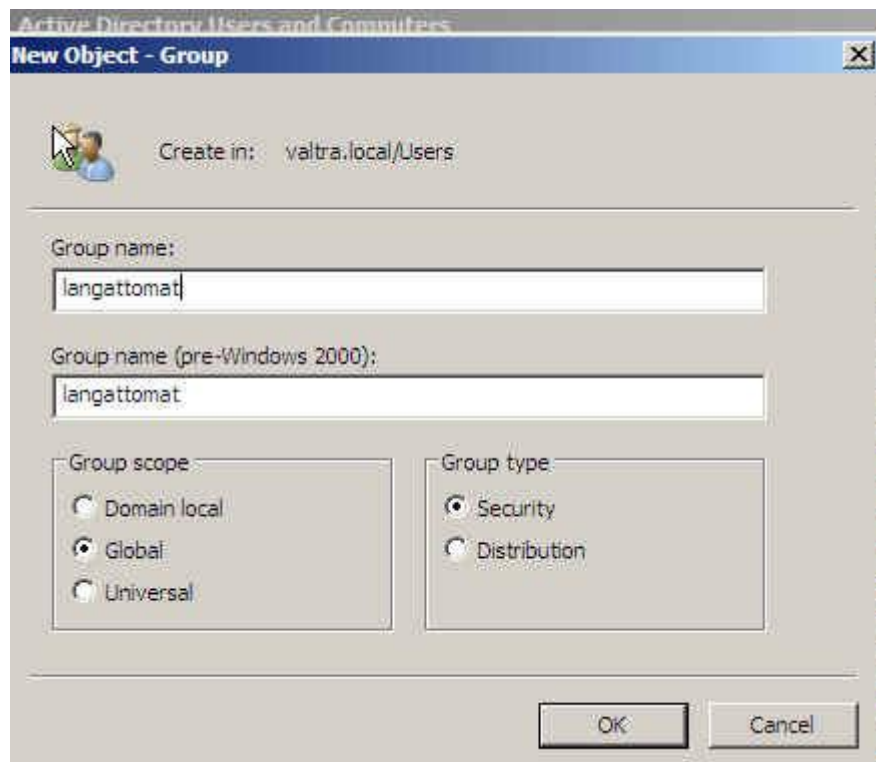 Active Directory Users and Computers
New Object - Group
Create in: valtra.local/Users
Group name:
langattomat
Group name (pre-Windows 2000):
langattomat
Group scope
Domain local
Global
Universal
Group type
Security
Distribution
OK
Cancel